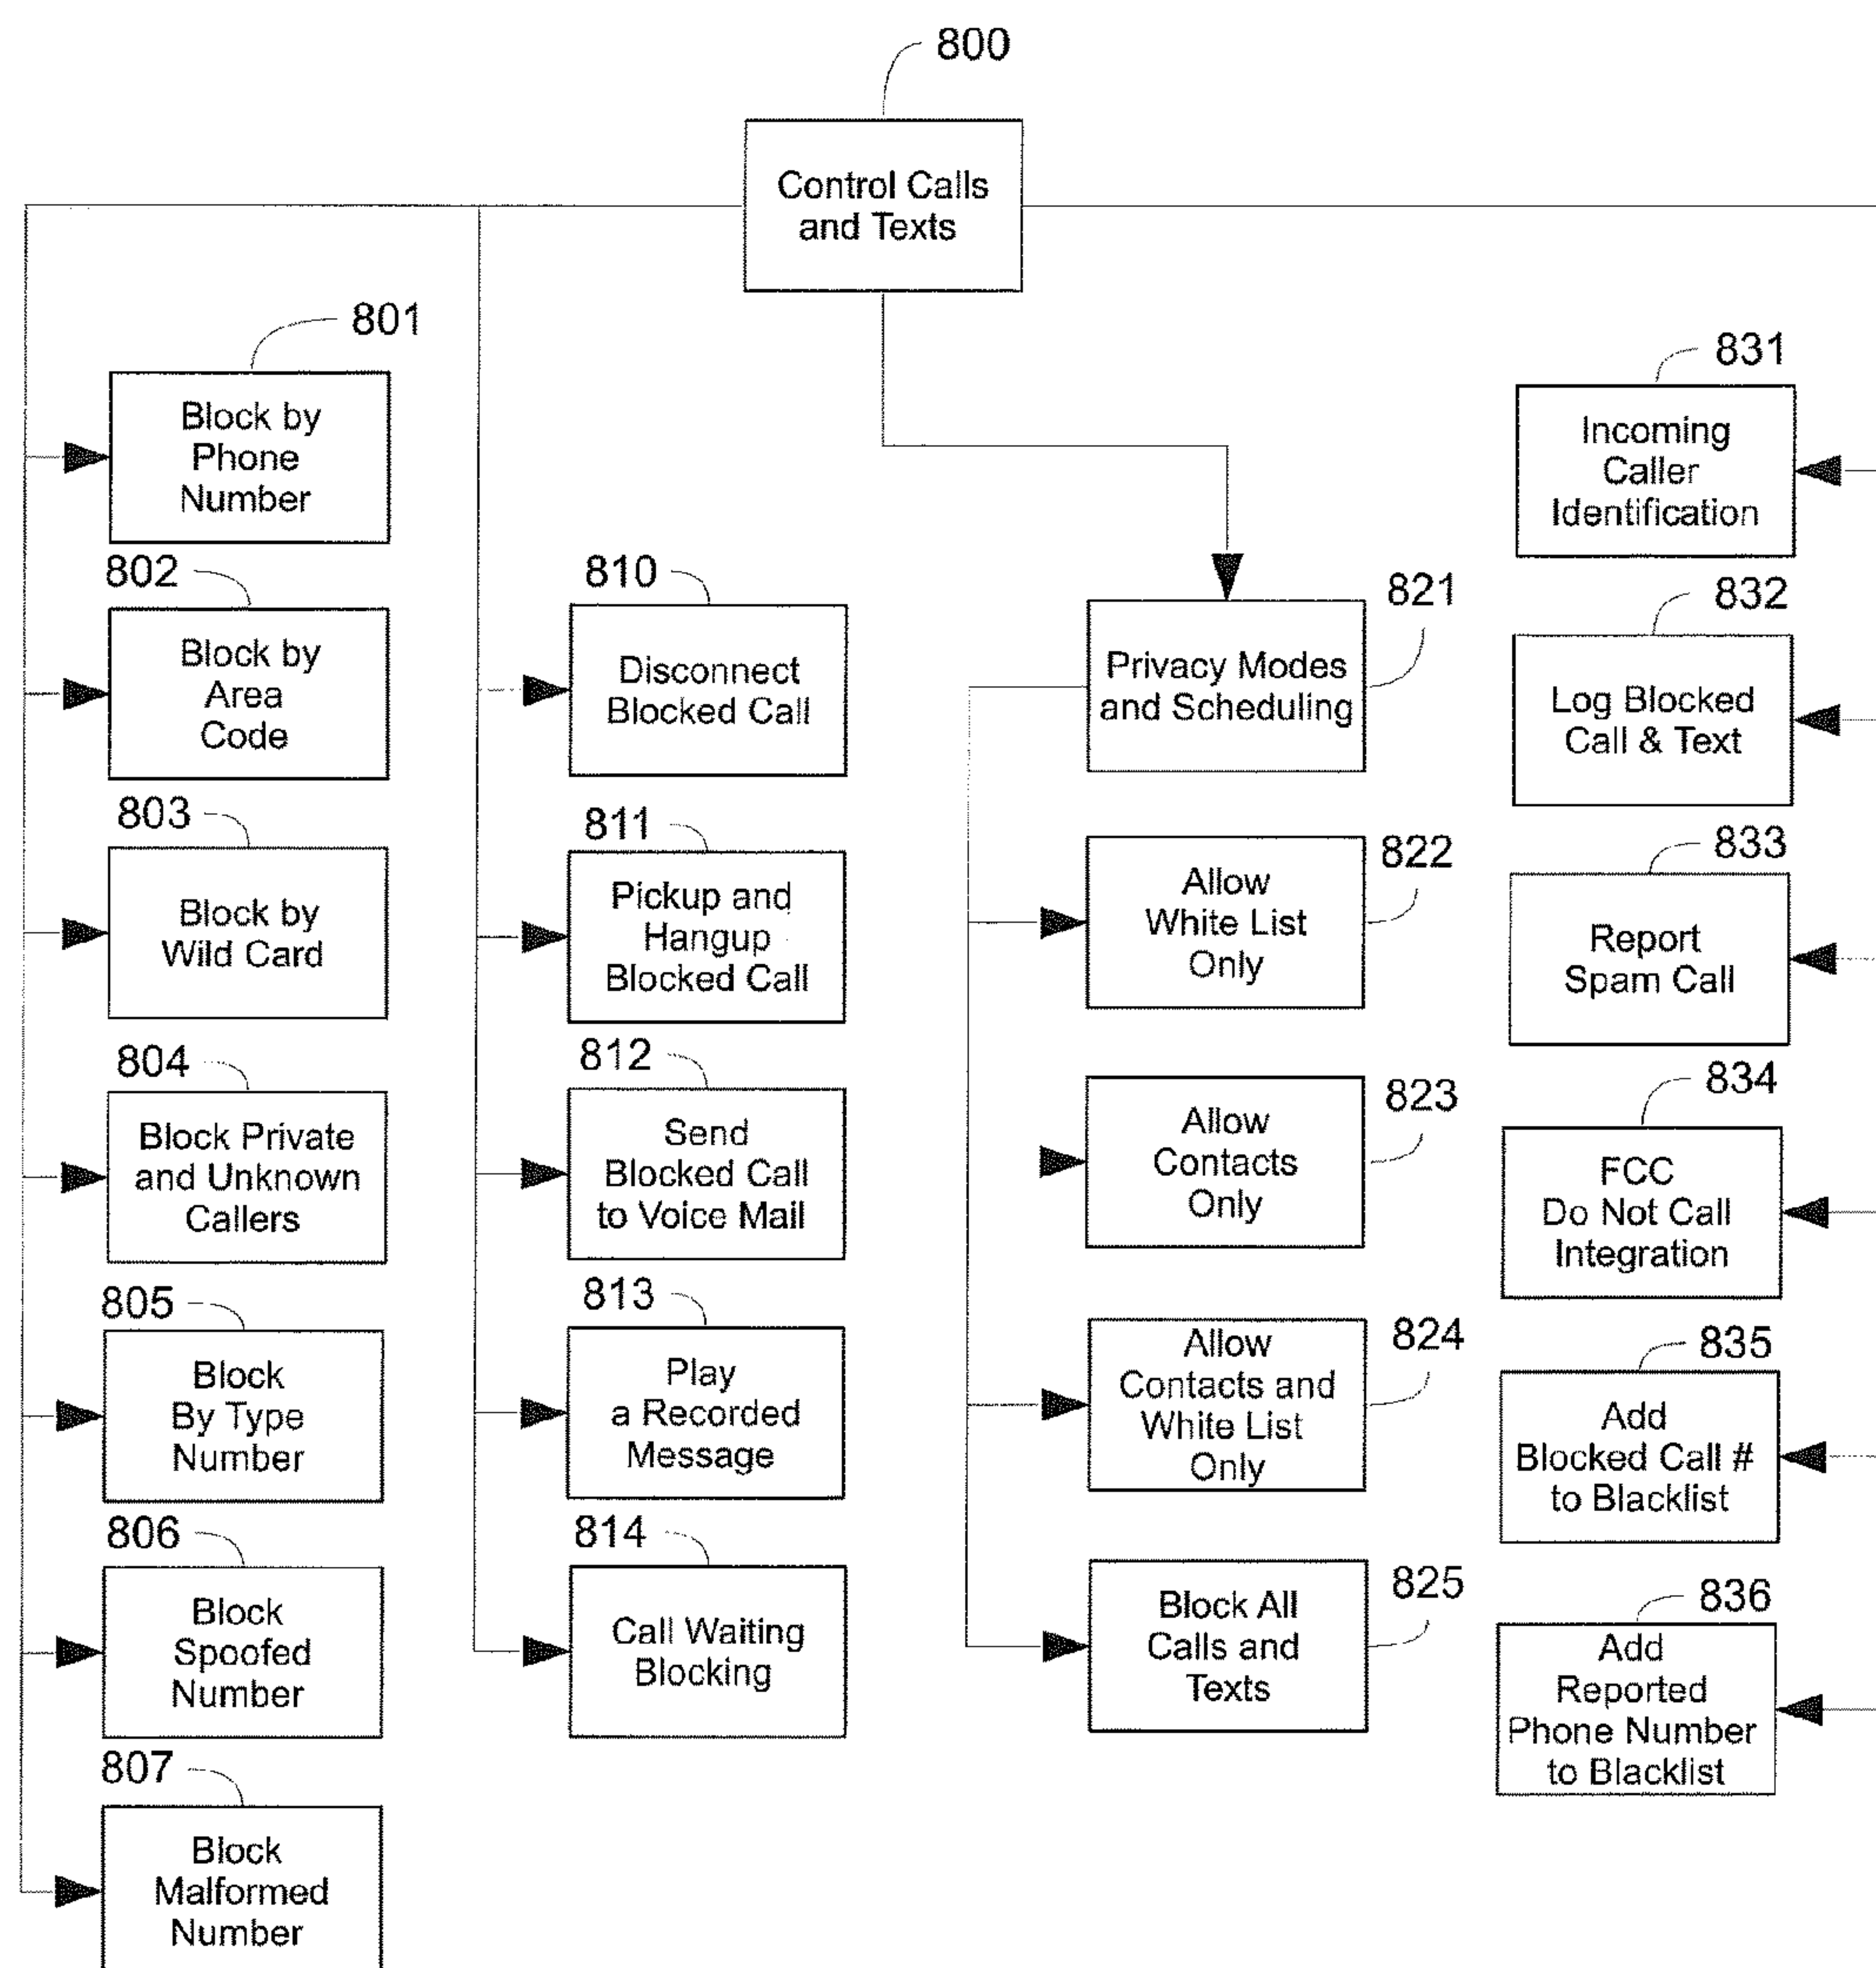 800
Control Calls
and Texts
801
Block by
Phone
Number
802
Block by
Area
Code
803
Block by
Wild Card
804
Block Private
and Unknown
Callers
805
Block
By Type
Number
806
Block
Spoofed
Number
807
Block
Malformed
Number
810
Disconnect
Blocked Call
811
Pickup and
Hangup
Blocked Call
812
Send
Blocked Call
to Voice Mail
813
Play
a Recorded
Message
814
Call Waiting
Blocking
821
Privacy Modes
and Scheduling
822
Allow
White List
Only
823
Allow
Contacts
Only
824
Allow
Contacts and
White List
Only
825
Block All
Calls and
Texts
831
Incoming
Caller
Identification
832
Log Blocked
Call & Text
833
Report
Spam Call
834
FCC
Do Not Call
Integration
835
Add
Blocked Call #
to Blacklist
836
Add
Reported
Phone Number
to Blacklist